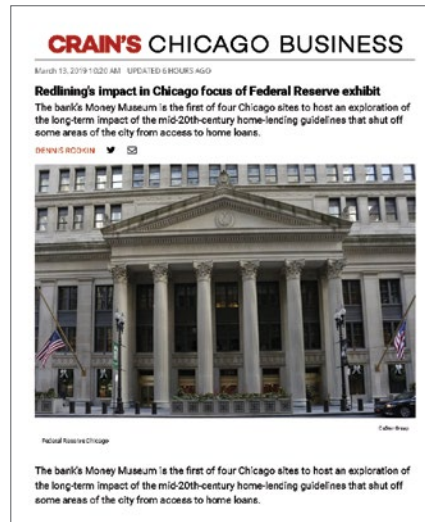 CRAIN'S CHICAGO BUSINESS
March 13, 2019 10:20 AM UPDATED 6 HOURS AGO
Redlining's impact in Chicago focus of Federal Reserve exhibit
The bank's Money Museum is the first of four Chicago sites to host an exploration of
the long-term impact of the mid-20th-century home-lending guidelines that shut off
some areas of the city from access to home loans.
DENNIS RODKIN
Federal Reserve Chicago
The bank's Money Museum is the first of four Chicago sites to host an exploration of
the long-term impact of the mid-20th-century home-lending guidelines that shut off
some areas of the city from access to home loans.